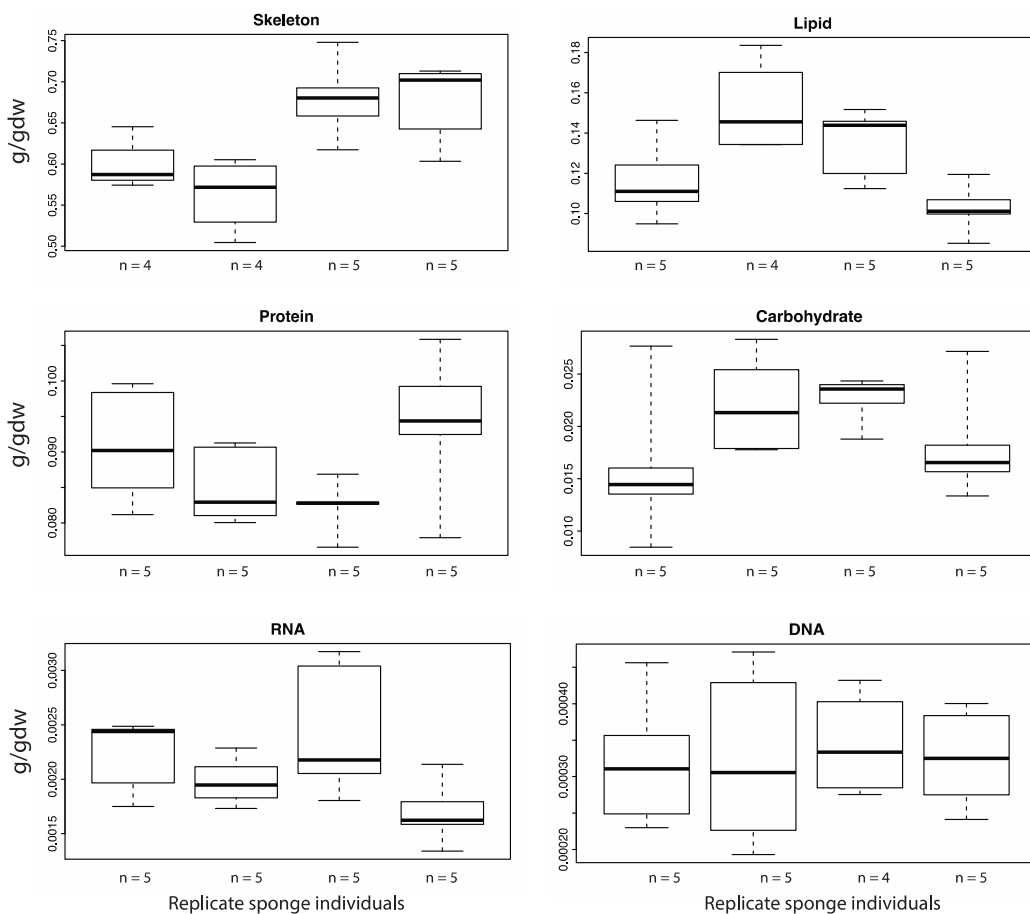 Skeleton
g/gdw
0.75
0.70
0.65
0.60
0.55
0.50
n = 4 n = 4 n = 5 n = 5
Lipid
0.18
0.16
0.14
0.12
0.10
n = 5 n = 4 n = 5 n = 5
Protein
g/gdw
0.100
0.090
0.080
n = 5 n = 5 n = 5 n = 5
Carbohydrate
0.025
0.020
0.015
0.010
n = 5 n = 5 n = 5 n = 5
RNA
g/gdw
0.0030
0.0025
0.0020
0.0015
n = 5 n = 5 n = 5 n = 5
Replicate sponge individuals
DNA
0.00040
0.00030
0.00020
n = 5 n = 5 n = 4 n = 5
Replicate sponge individuals